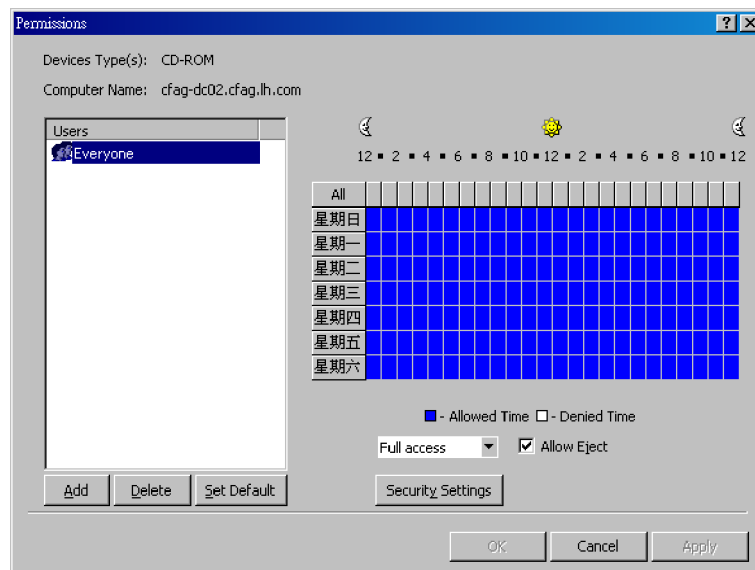 Permissions
Devices Type(s): CD-ROM
Computer Name: cfag-dc02.cfag.lh.com
Users
Everyone
12 ▪ 2 ▪ 4 ▪ 6 ▪ 8 ▪ 10 ▪ 12 ▪ 2 ▪ 4 ▪ 6 ▪ 8 ▪ 10 ▪ 12
All
星期日
星期一
星期二
星期三
星期四
星期五
星期六
- Allowed Time - Denied Time
Full access Allow Eject
Add Delete Set Default Security Settings
OK Cancel Apply